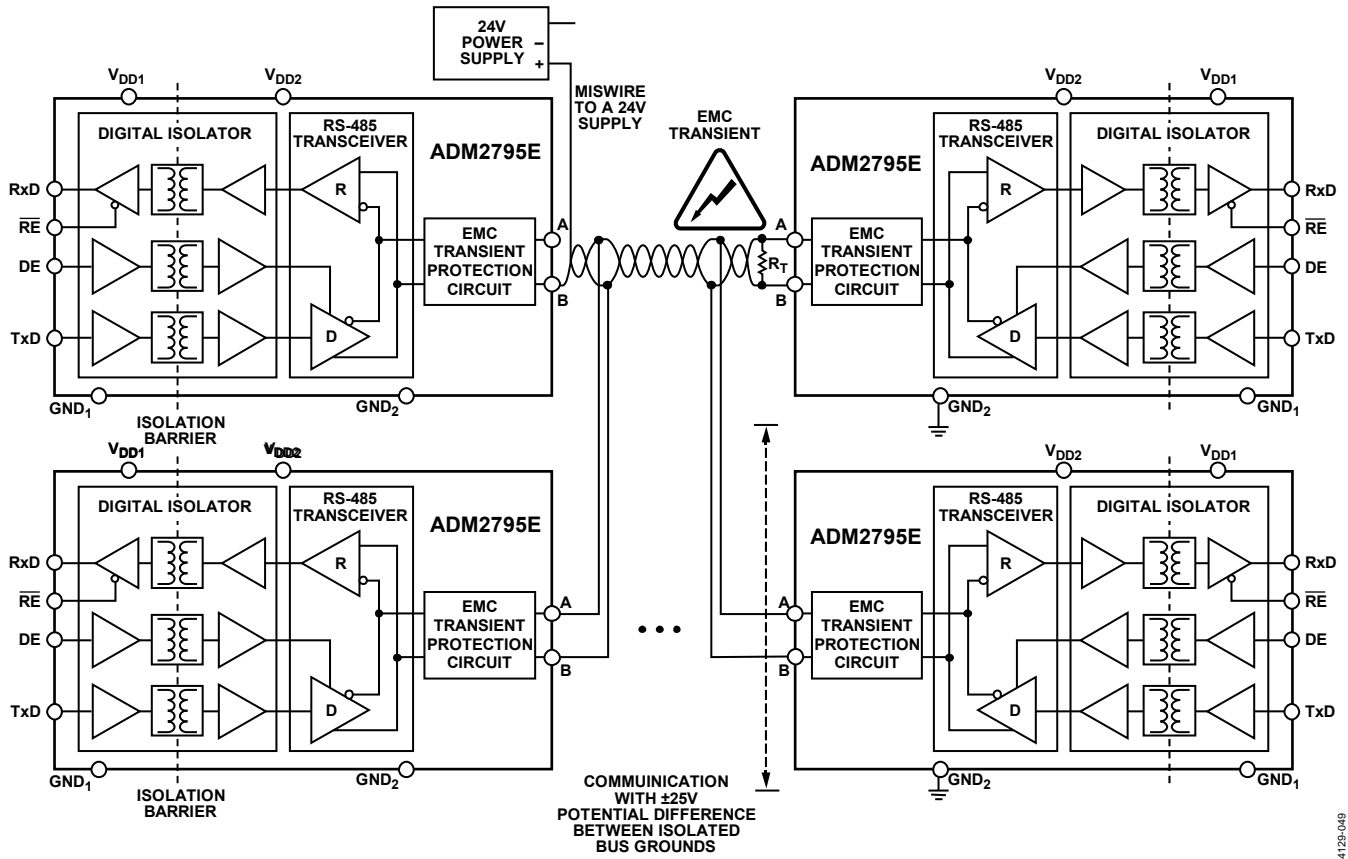 24V
POWER
SUPPLY
–
+
MISWIRE
TO A 24V
SUPPLY
EMC
TRANSIENT
VDD1
VDD2
DIGITAL ISOLATOR
RS-485
TRANSCEIVER
ADM2795E
RxD
RE
DE
TxD
R
D
EMC
TRANSIENT
PROTECTION
CIRCUIT
A
B
GND1
GND2
ISOLATION
BARRIER
RT
VDD2
VDD1
RS-485
TRANSCEIVER
DIGITAL ISOLATOR
ADM2795E
A
B
EMC
TRANSIENT
PROTECTION
CIRCUIT
R
D
RxD
RE
DE
TxD
GND2
GND1
VDD1
VDD2
DIGITAL ISOLATOR
RS-485
TRANSCEIVER
ADM2795E
RxD
RE
DE
TxD
R
D
EMC
TRANSIENT
PROTECTION
CIRCUIT
A
B
GND1
GND2
ISOLATION
BARRIER
VDD2
VDD1
RS-485
TRANSCEIVER
DIGITAL ISOLATOR
ADM2795E
A
B
EMC
TRANSIENT
PROTECTION
CIRCUIT
R
D
RxD
RE
DE
TxD
GND2
GND1
COMMUINICATION
WITH ±25V
POTENTIAL DIFFERENCE
BETWEEN ISOLATED
BUS GROUNDS
4129-049